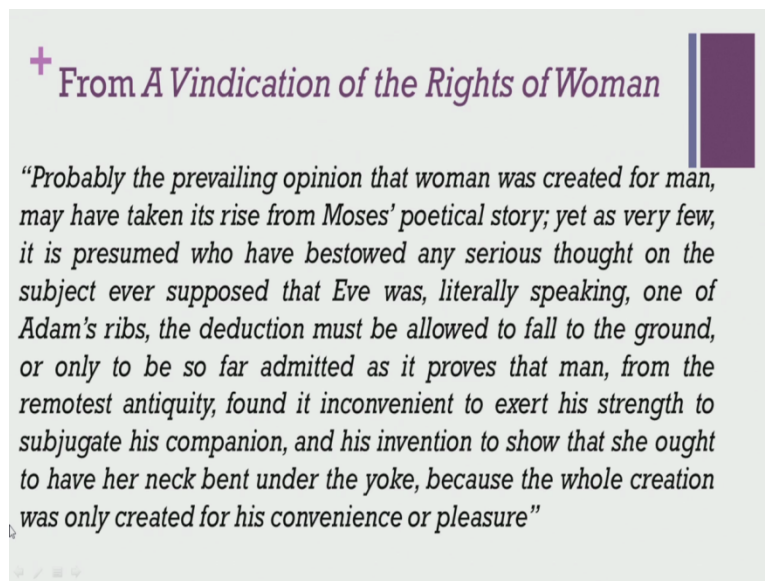 +
From A Vindication of the Rights of Woman
“Probably the prevailing opinion that woman was created for man,
may have taken its rise from Moses’ poetical story; yet as very few,
it is presumed who have bestowed any serious thought on the
subject ever supposed that Eve was, literally speaking, one of
Adam’s ribs, the deduction must be allowed to fall to the ground,
or only to be so far admitted as it proves that man, from the
remotest antiquity, found it inconvenient to exert his strength to
subjugate his companion, and his invention to show that she ought
to have her neck bent under the yoke, because the whole creation
was only created for his convenience or pleasure”